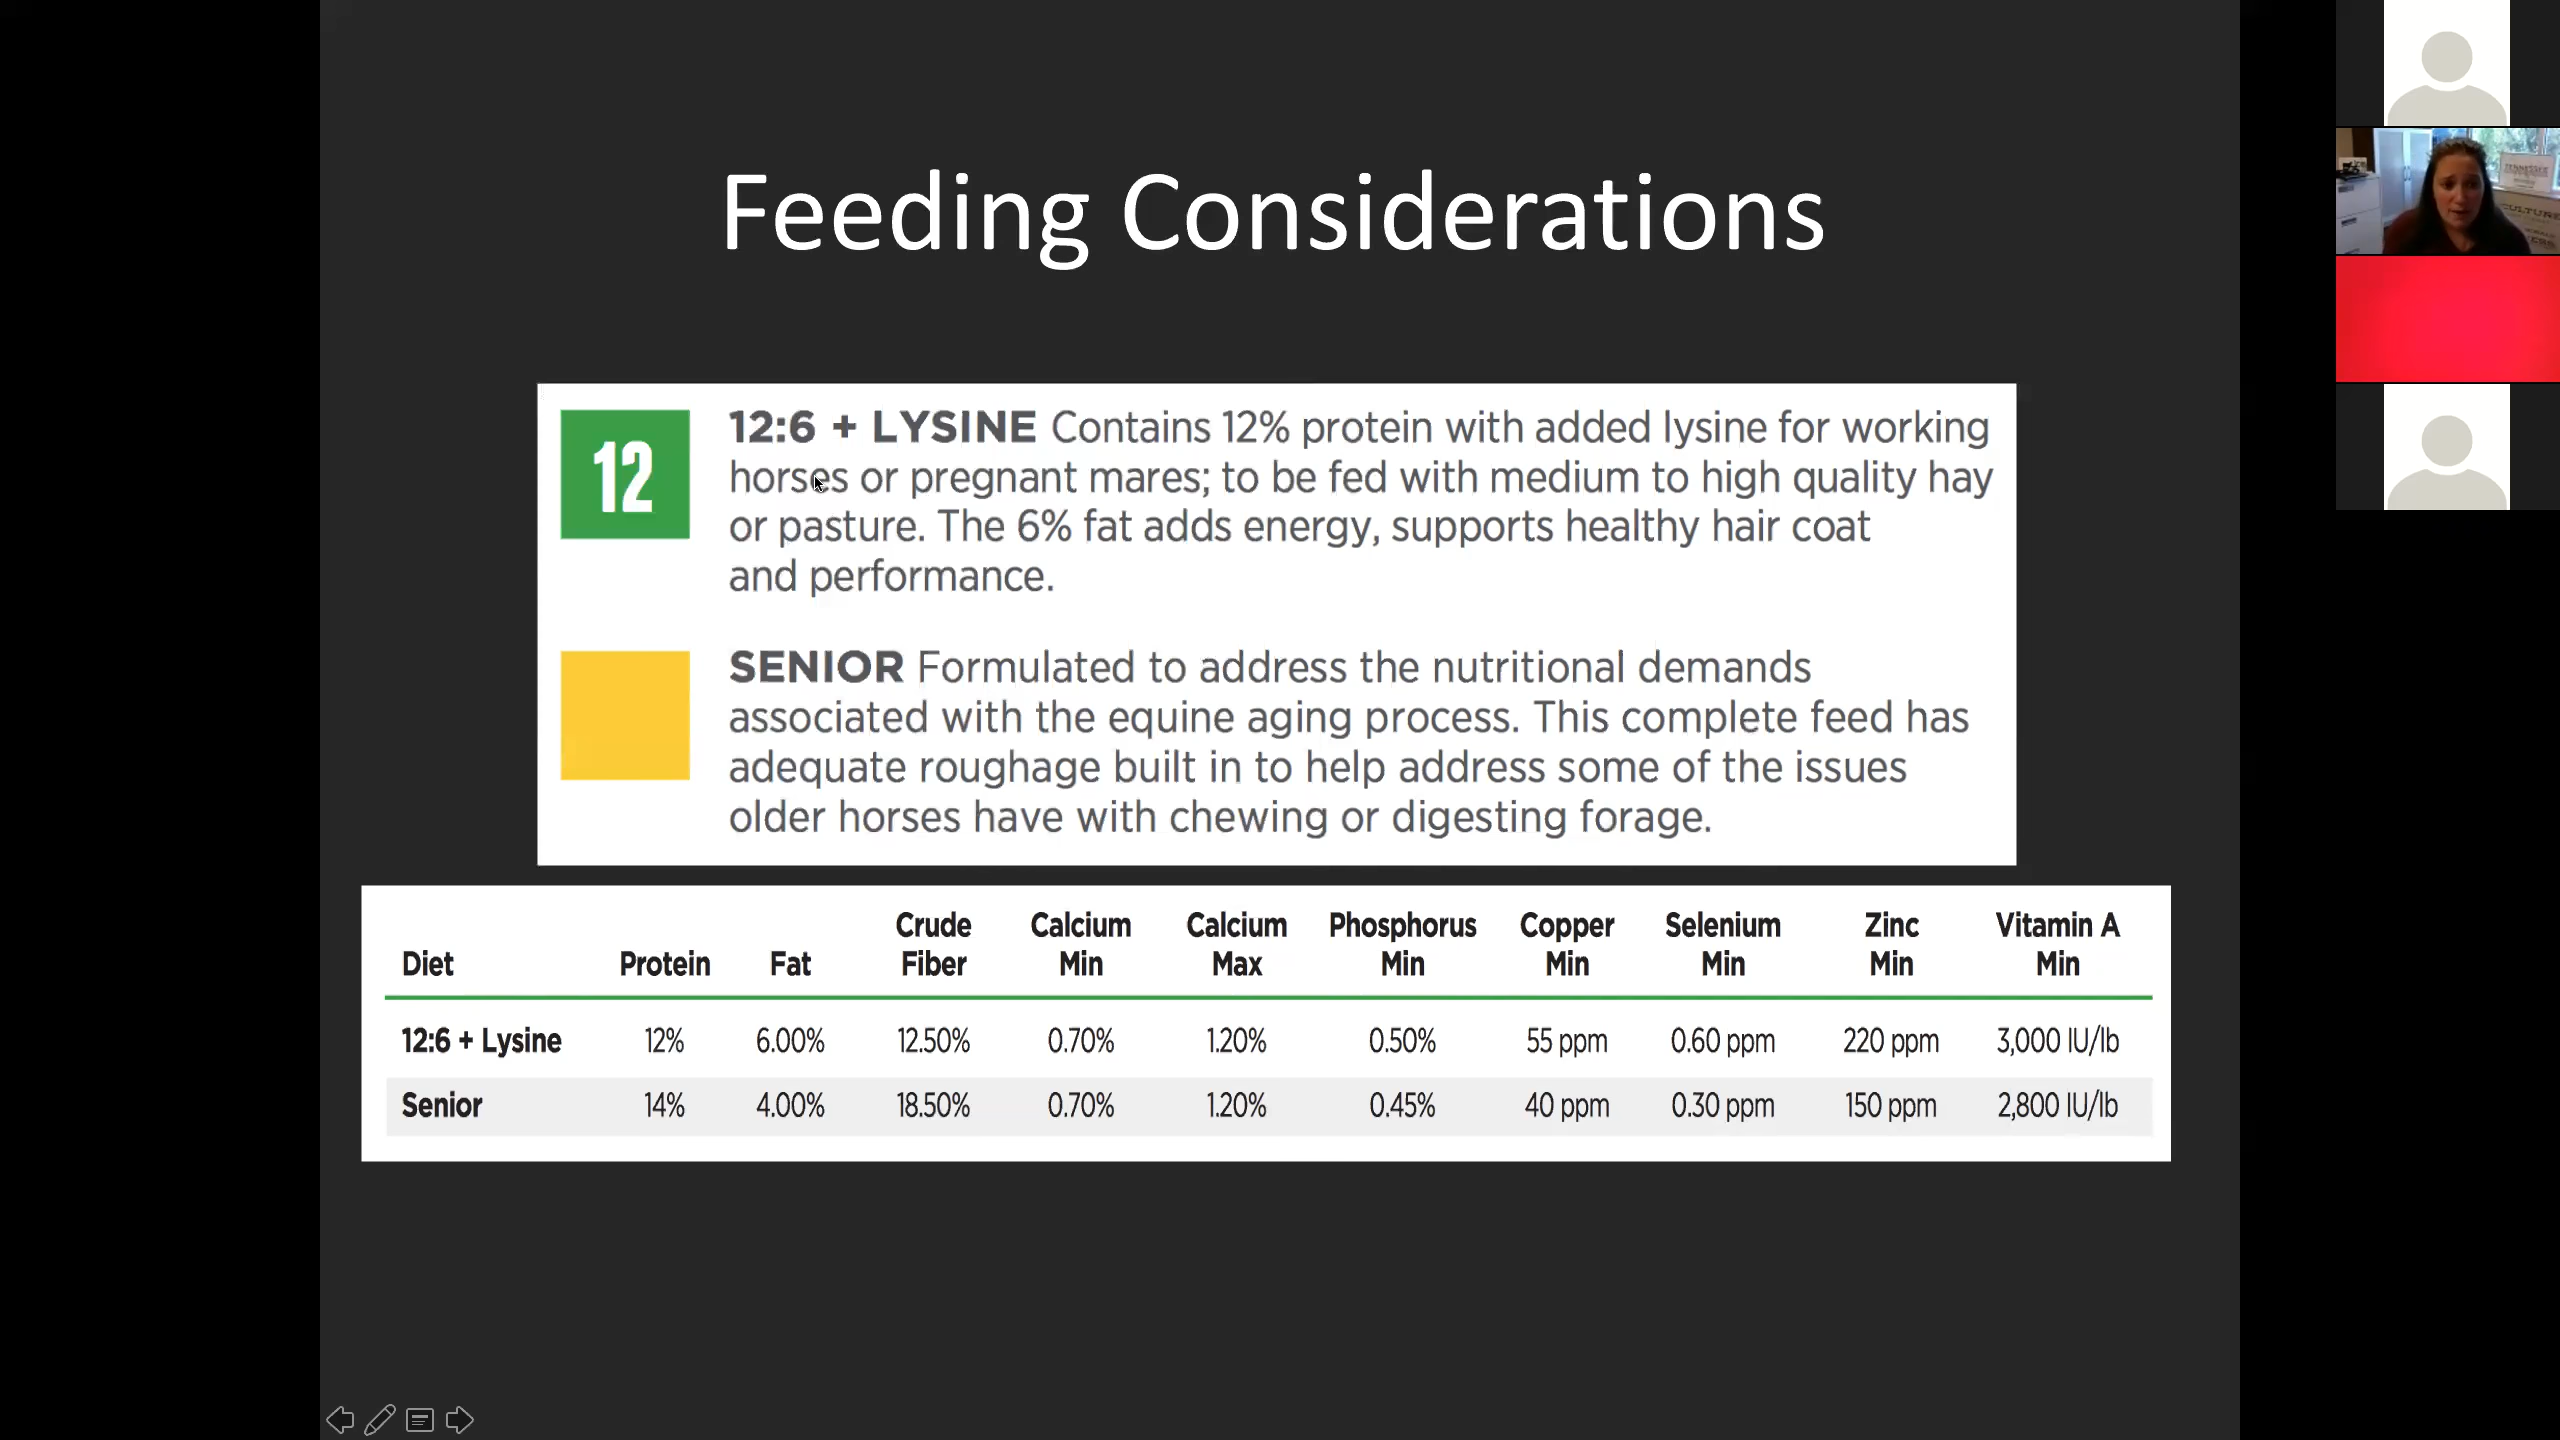 Feeding Considerations
12
12:6 + LYSINE Contains 12% protein with added lysine for working
horses or pregnant mares; to be fed with medium to high quality hay
or pasture. The 6% fat adds energy, supports healthy hair coat
and performance.
SENIOR Formulated to address the nutritional demands
associated with the equine aging process. This complete feed has
adequate roughage built in to help address some of the issues
older horses have with chewing or digesting forage.
Diet Protein Fat Crude Fiber Calcium Min Calcium Max Phosphorus Min Copper Min Selenium Min Zinc Min Vitamin A Min
12:6 + Lysine 12% 6.00% 12.50% 0.70% 1.20% 0.50% 55 ppm 0.60 ppm 220 ppm 3,000 IU/lb
Senior 14% 4.00% 18.50% 0.70% 1.20% 0.45% 40 ppm 0.30 ppm 150 ppm 2,800 IU/lb
TENNESSEE